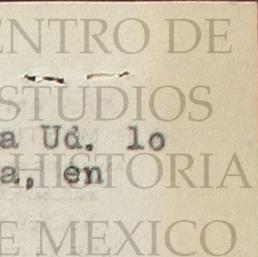 ENTRO DE
STUDIOS
a Ud. lo
HISTORIA
a, en
E MEXICO